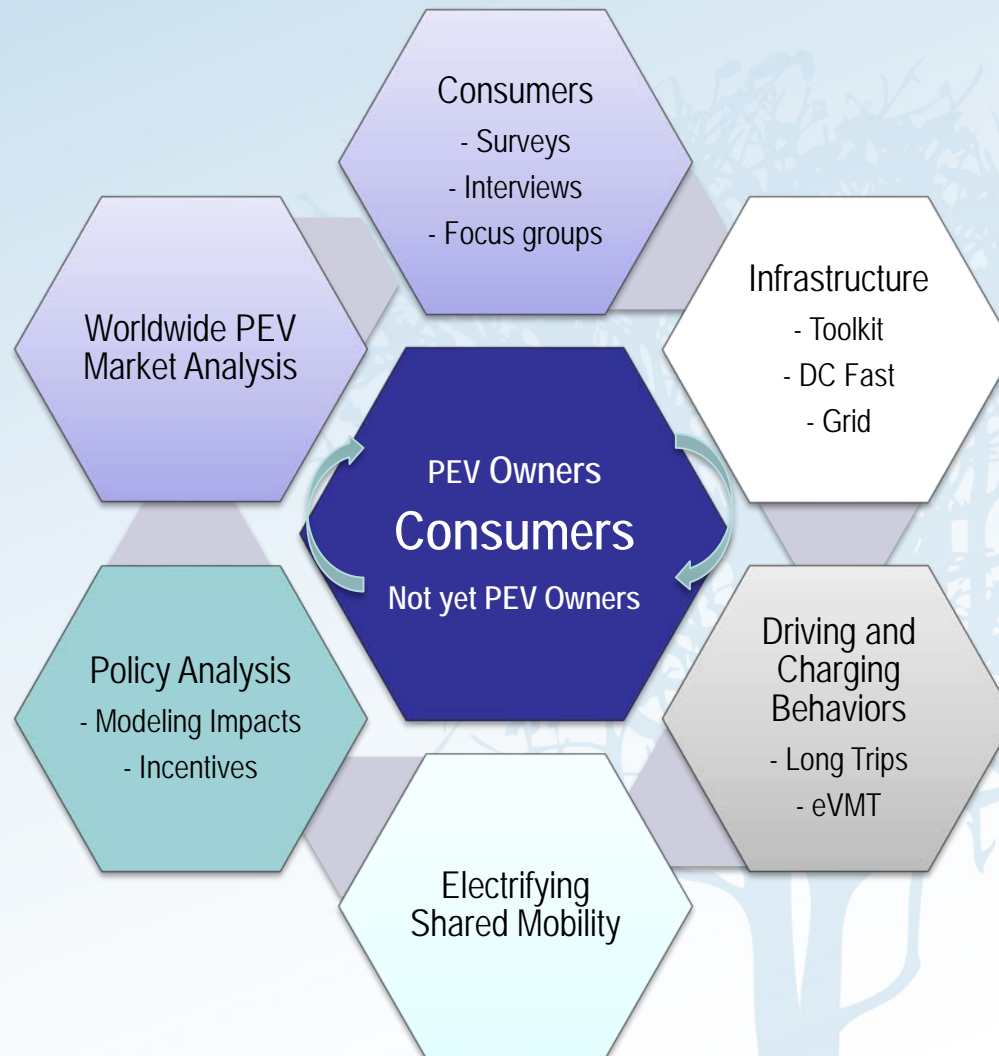 Consumers
- Surveys
- Interviews
- Focus groups
Infrastructure
- Toolkit
- DC Fast
- Grid
Worldwide PEV
Market Analysis
PEV Owners
Consumers
Not yet PEV Owners
Driving and
Charging
Behaviors
- Long Trips
- eVMT
Policy Analysis
- Modeling Impacts
- Incentives
Electrifying
Shared Mobility